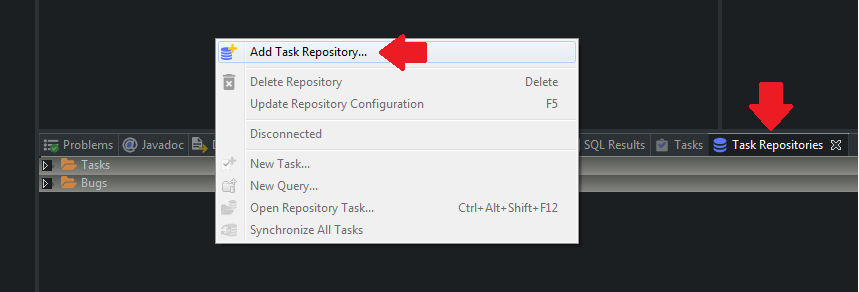 Add Task Repository...
Delete Repository Delete
Update Repository Configuration F5
Disconnected
New Task...
New Query...
Open Repository Task... Ctrl+Alt+Shift+F12
Synchronize All Tasks
Problems @ Javadoc SQL Results Tasks Task Repositories
Tasks
Bugs